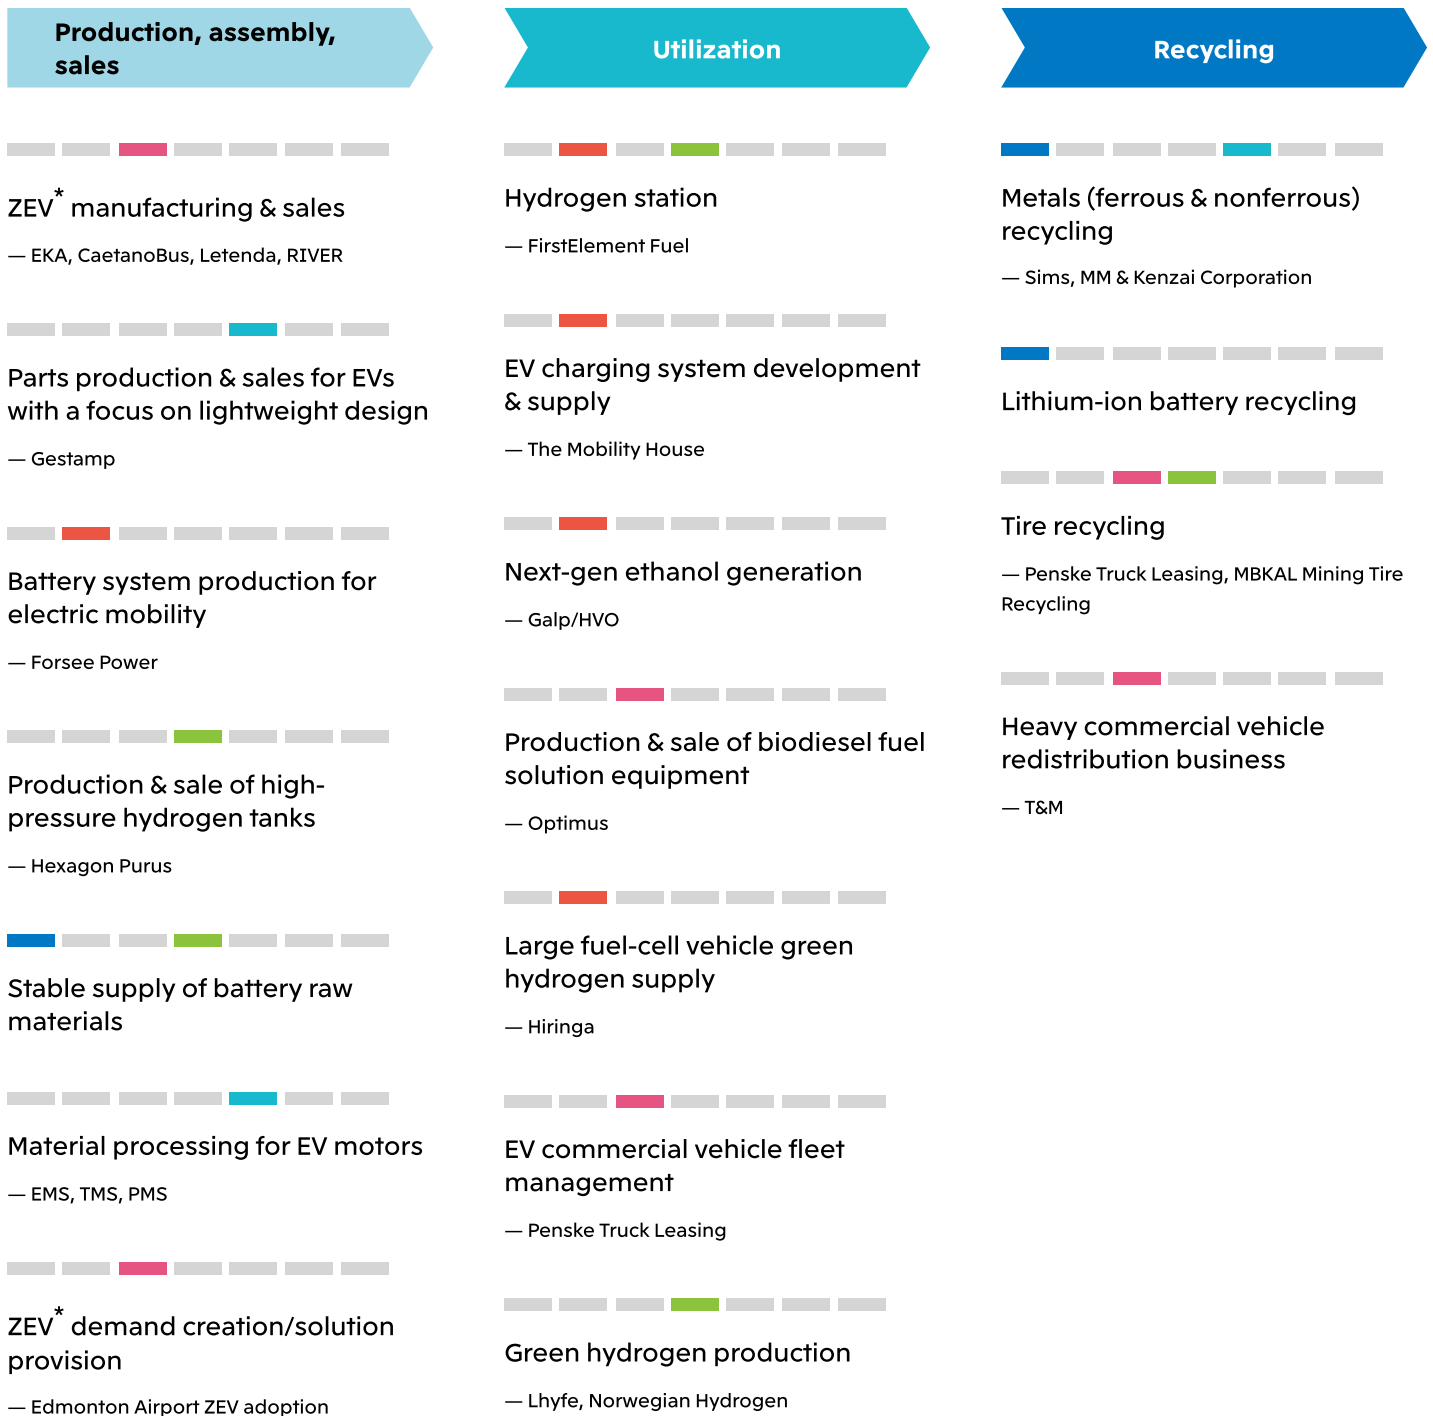 Production, assembly,
sales
ZEV* manufacturing & sales
— EKA, CaetanoBus, Letenda, RIVER
Parts production & sales for EVs
with a focus on lightweight design
— Gestamp
Battery system production for
electric mobility
— Forsee Power
Production & sale of high-
pressure hydrogen tanks
— Hexagon Purus
Stable supply of battery raw
materials
Material processing for EV motors
— EMS, TMS, PMS
ZEV* demand creation/solution
provision
— Edmonton Airport ZEV adoption
Utilization
Hydrogen station
— FirstElement Fuel
EV charging system development
& supply
— The Mobility House
Next-gen ethanol generation
— Galp/HVO
Production & sale of biodiesel fuel
solution equipment
— Optimus
Large fuel-cell vehicle green
hydrogen supply
— Hiringa
EV commercial vehicle fleet
management
— Penske Truck Leasing
Green hydrogen production
— Lhyfe, Norwegian Hydrogen
Recycling
Metals (ferrous & nonferrous)
recycling
— Sims, MM & Kenzai Corporation
Lithium-ion battery recycling
Tire recycling
— Penske Truck Leasing, MBKAL Mining Tire
Recycling
Heavy commercial vehicle
redistribution business
— T&M